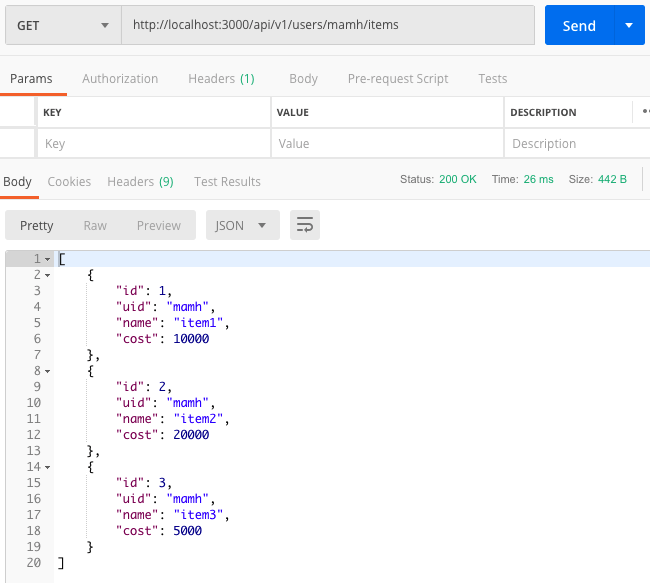 GET http://localhost:3000/api/v1/users/mamh/items Send
Params Authorization Headers (1) Body Pre-request Script Tests
KEY VALUE DESCRIPTION
Key Value Description
Body Cookies Headers (9) Test Results Status: 200 OK Time: 26 ms Size: 442 B
Pretty Raw Preview JSON
1 [
2 {
3 "id": 1,
4 "uid": "mamh",
5 "name": "item1",
6 "cost": 10000
7 },
8 {
9 "id": 2,
10 "uid": "mamh",
11 "name": "item2",
12 "cost": 20000
13 },
14 {
15 "id": 3,
16 "uid": "mamh",
17 "name": "item3",
18 "cost": 5000
19 }
20 ]